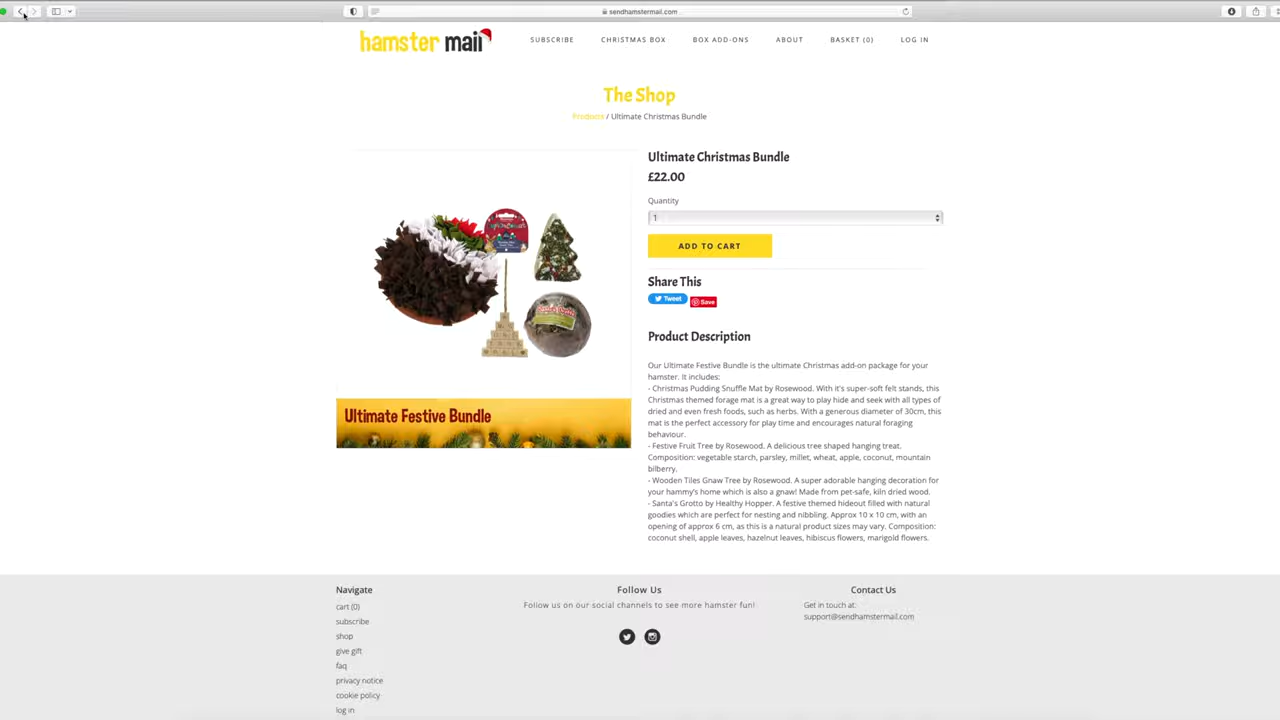 sendhamstermail.com
hamster mail
SUBSCRIBE
CHRISTMAS BOX
BOX ADD-ONS
ABOUT
BASKET (0)
LOG IN
The Shop
Products / Ultimate Christmas Bundle
Ultimate Festive Bundle
Ultimate Christmas Bundle
£22.00
Quantity
1
ADD TO CART
Share This
Tweet
Save
Product Description
Our Ultimate Festive Bundle is the ultimate Christmas add-on package for your
hamster. It includes:
- Christmas Pudding Snuffle Mat by Rosewood. With it's super-soft felt stands, this
Christmas themed forage mat is a great way to play hide and seek with all types of
dried and even fresh foods, such as herbs. With a generous diameter of 30cm, this
mat is the perfect accessory for play time and encourages natural foraging
behaviour.
- Festive Fruit Tree by Rosewood. A delicious tree shaped hanging treat.
Composition: vegetable starch, parsley, millet, wheat, apple, coconut, mountain
bilberry.
- Wooden Tiles Gnaw Tree by Rosewood. A super adorable hanging decoration for
your hammy's home which is also a gnaw! Made from pet-safe, kiln dried wood.
- Santa's Grotto by Healthy Hopper. A festive themed hideout filled with natural
goodies which are perfect for nesting and nibbling. Approx 10 x 10 cm, with an
opening of approx 6 cm, as this is a natural product sizes may vary. Composition:
coconut shell, apple leaves, hazelnut leaves, hibiscus flowers, marigold flowers.
Navigate
cart (0)
subscribe
shop
give gift
faq
privacy notice
cookie policy
log in
Follow Us
Follow us on our social channels to see more hamster fun!
Contact Us
Get in touch at:
support@sendhamstermail.com